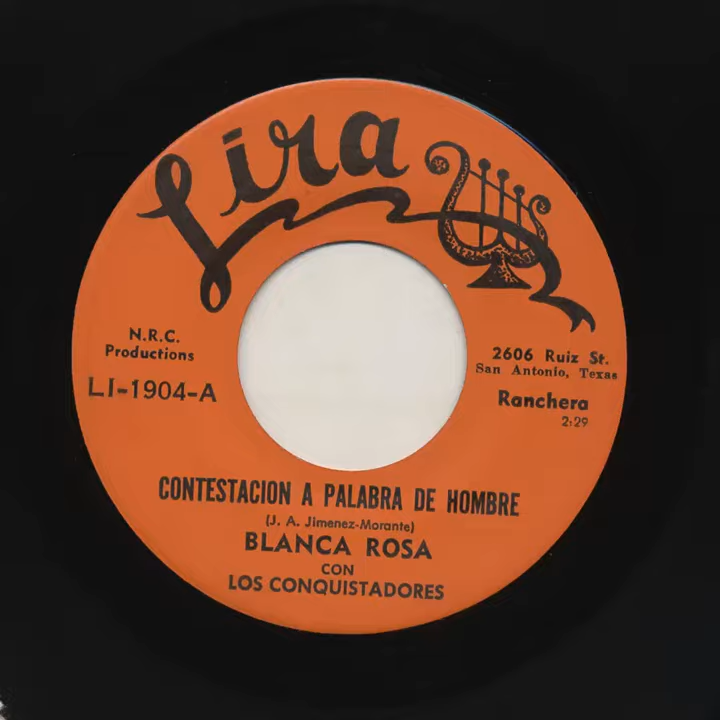 Lira
N.R.C.
Productions
LI-1904-A
2606 Ruiz St.
San Antonio, Texas
Ranchera
2:29
CONTESTACION A PALABRA DE HOMBRE
(J. A. Jimenez-Morante)
BLANCA ROSA
CON
LOS CONQUISTADORES